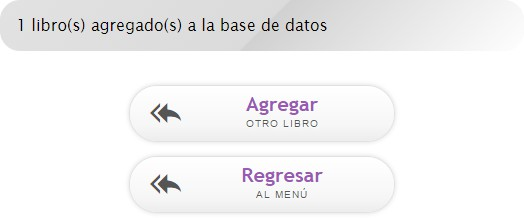 1 libro(s) agregado(s) a la base de datos
Agregar
OTRO LIBRO
Regresar
AL MENÚ